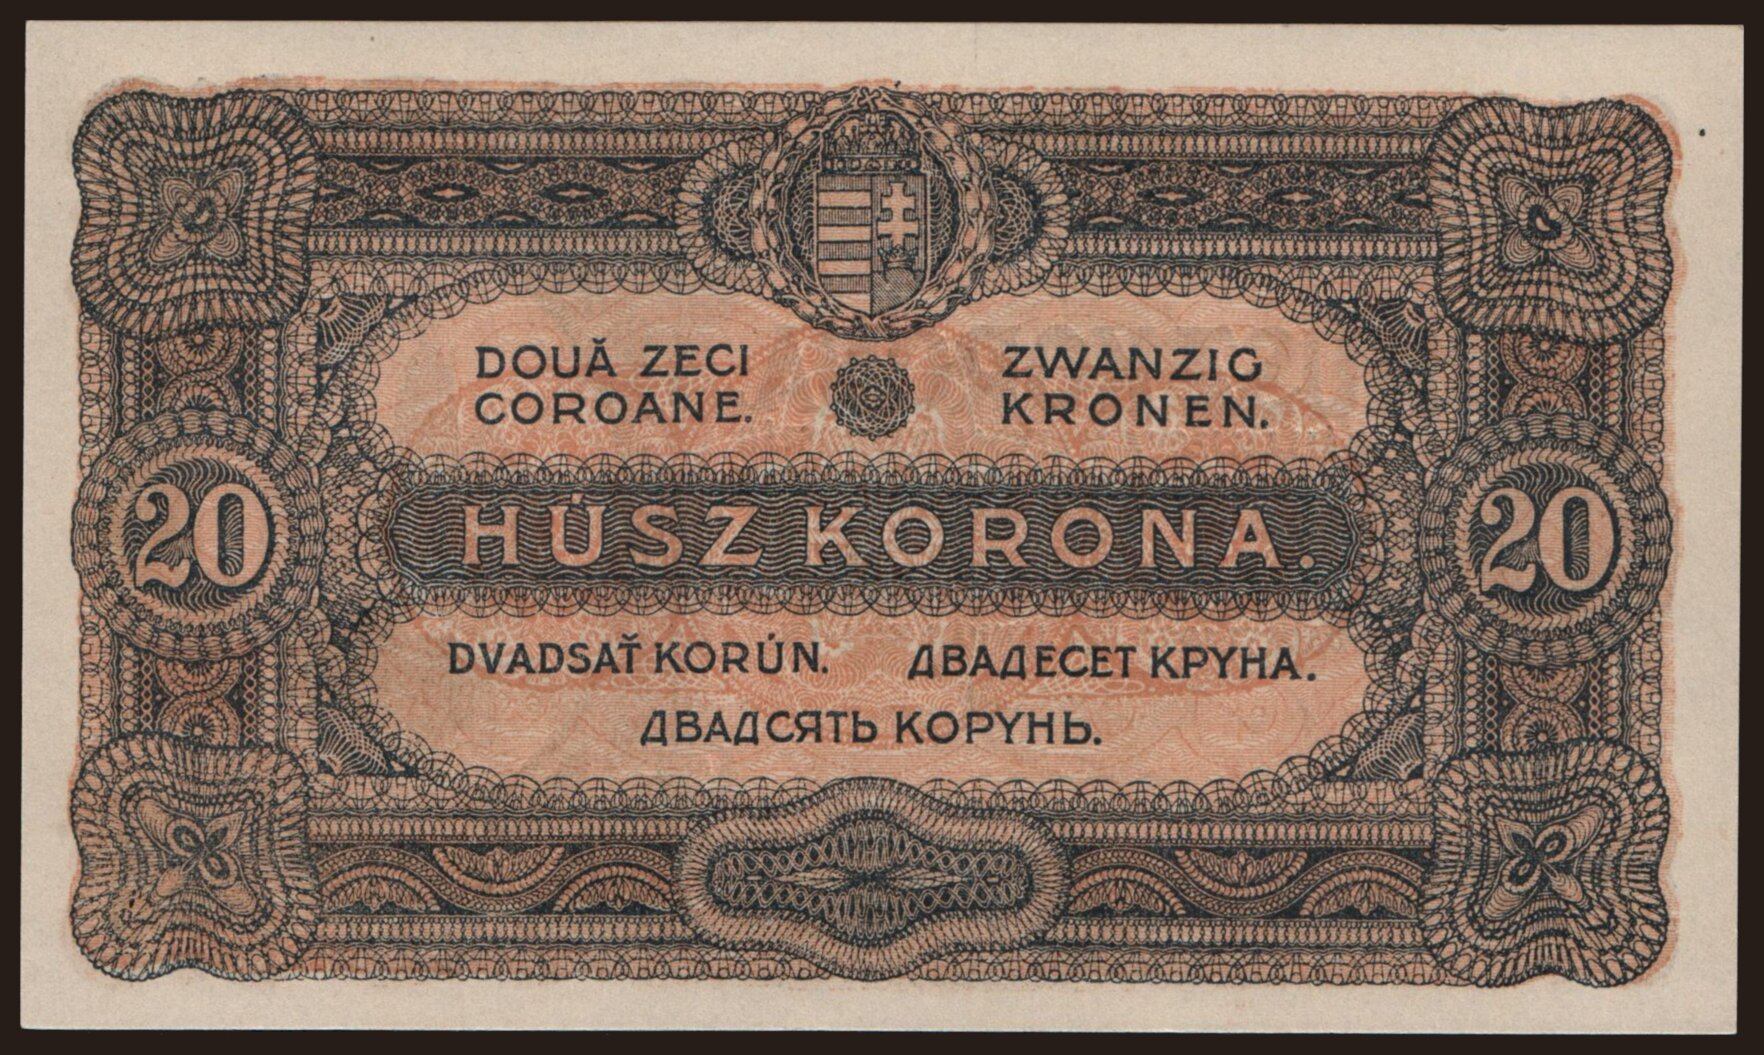 DOUĂ ZECI
COROANE.
ZWANZIG
KRONEN.
20
HÚSZ KORONA.
20
DVADSAŤ KORÚN.
ДВАДЕСЕТ КРУНА.
ДВАДСЯТЬ КОРУНЬ.